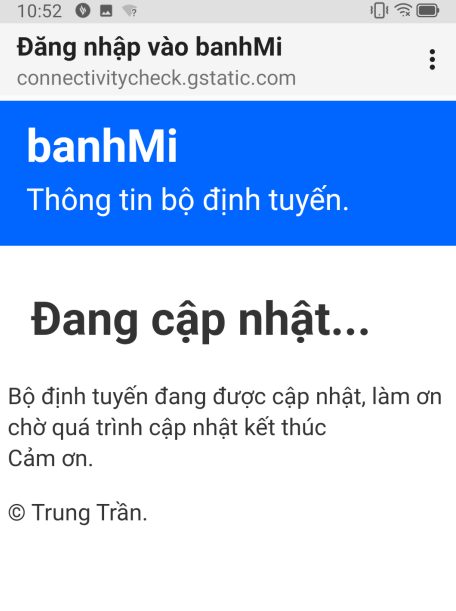 10:52
Đăng nhập vào banhMi
connectivitycheck.gstatic.com
banhMi
Thông tin bộ định tuyến.
Đang cập nhật...
Bộ định tuyến đang được cập nhật, làm ơn
chờ quá trình cập nhật kết thúc
Cảm ơn.
© Trung Trần.